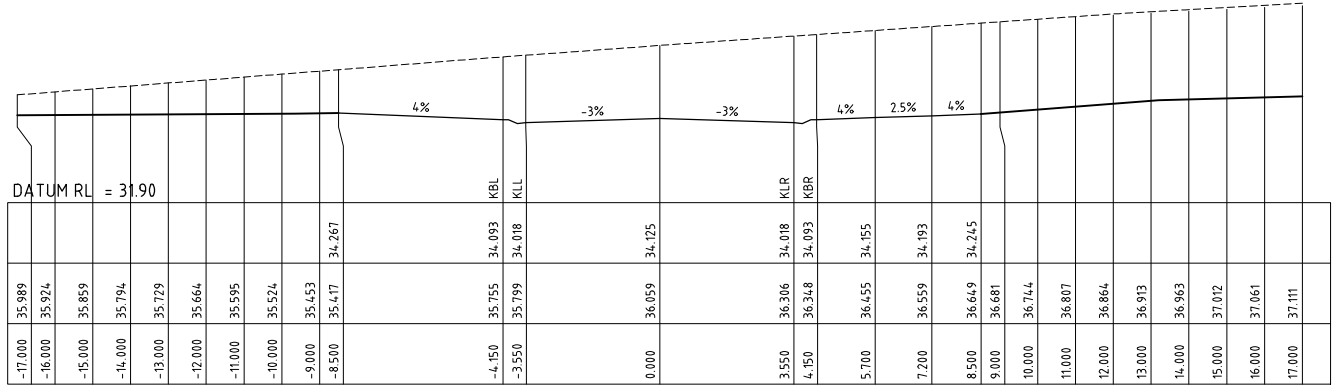 4% -3% -3% 4% 2.5% 4%
KBL KLL KLR KBR
DATUM RL = 31.90
34.267 34.093 34.018 34.125 34.018 34.093 34.155 34.193 34.245
35.989 35.924 35.859 35.794 35.729 35.664 35.595 35.524 35.453 35.417 35.755 35.799 36.059 36.306 36.348 36.455 36.559 36.649 36.681 36.744 36.807 36.864 36.913 36.963 37.012 37.061 37.111
-17.000 -16.000 -15.000 -14.000 -13.000 -12.000 -11.000 -10.000 -9.000 -8.500 -4.150 -3.550 0.000 3.550 4.150 5.700 7.200 8.500 9.000 10.000 11.000 12.000 13.000 14.000 15.000 16.000 17.000